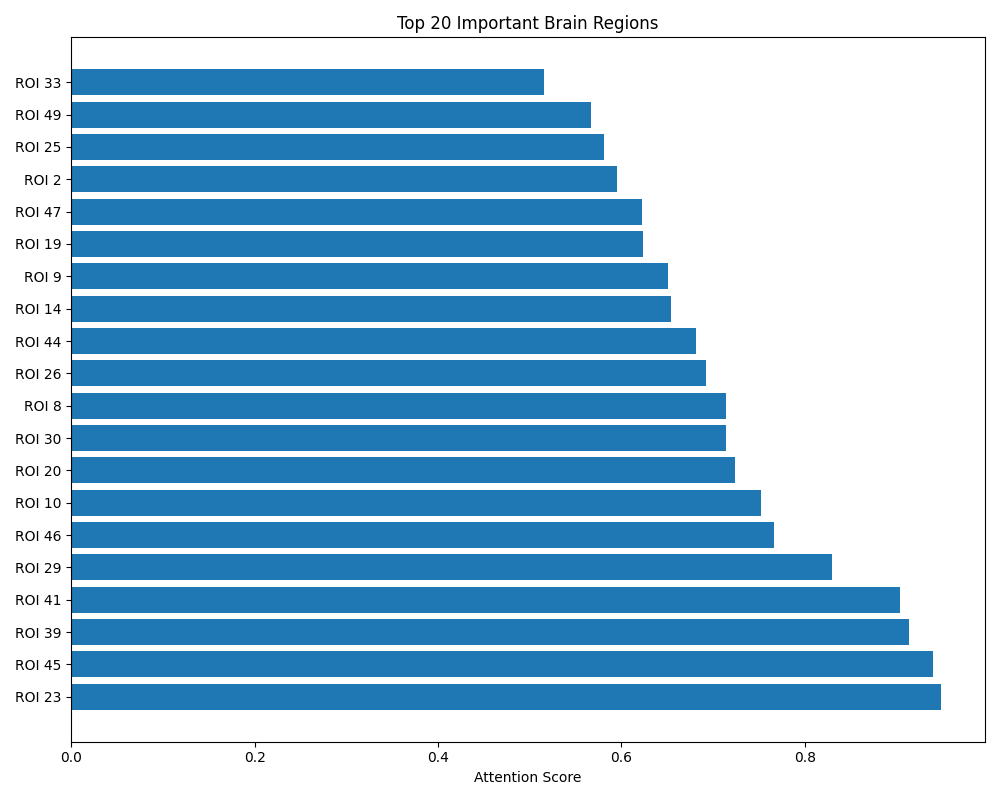 Top 20 Important Brain Regions
ROI 33
ROI 49
ROI 25
ROI 2
ROI 47
ROI 19
ROI 9
ROI 14
ROI 44
ROI 26
ROI 8
ROI 30
ROI 20
ROI 10
ROI 46
ROI 29
ROI 41
ROI 39
ROI 45
ROI 23
0.0 0.2 0.4 0.6 0.8
Attention Score